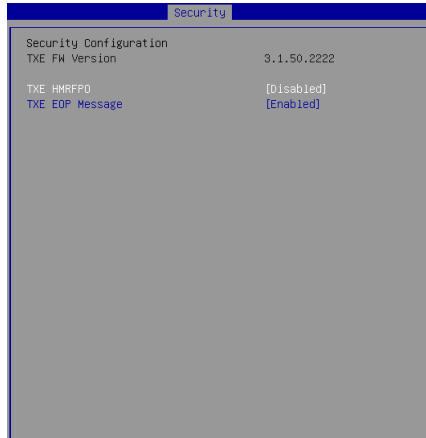 Security
Security Configuration
TXE FW Version 3.1.50.2222
TXE HMRFPO [Disabled]
TXE EOP Message [Enabled]